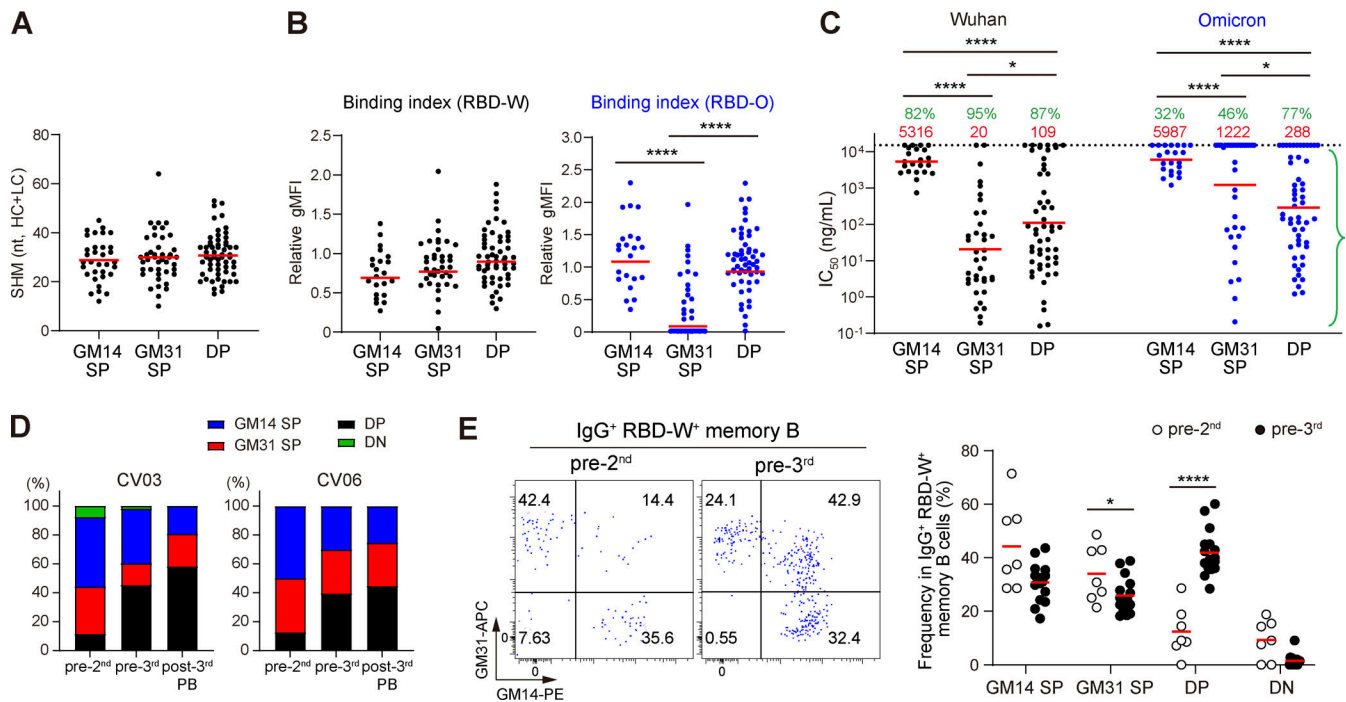 A
SHM (nt, HC+LC)
80
60
40
20
0
GM14 SP
GM31 SP
DP
B
Binding index (RBD-W)
Relative gMFI
2.5
2.0
1.5
1.0
0.5
0
GM14 SP
GM31 SP
DP
Binding index (RBD-O)
Relative gMFI
3.0
2.5
2.0
1.5
1.0
0.5
0
****
****
GM14 SP
GM31 SP
DP
C
Wuhan
Omicron
****
*
****
****
*
****
82%
95%
87%
32%
46%
77%
5316
20
109
5987
1222
288
IC50 (ng/mL)
10⁴
10³
10²
10¹
10⁰
10⁻¹
GM14 SP
GM31 SP
DP
GM14 SP
GM31 SP
DP
D
GM14 SP
DP
GM31 SP
DN
(%)
CV03
100
80
60
40
20
0
pre-2nd
pre-3rd
post-3rd PB
(%)
CV06
100
80
60
40
20
0
pre-2nd
pre-3rd
post-3rd PB
E
IgG⁺ RBD-W⁺ memory B
pre-2nd
pre-3rd
42.4
14.4
7.63
35.6
0
0
24.1
42.9
0.55
32.4
0
0
GM31-APC
GM14-PE
pre-2nd
pre-3rd
Frequency in IgG⁺ RBD-W⁺
memory B cells (%)
80
60
40
20
0
*
****
GM14 SP
GM31 SP
DP
DN